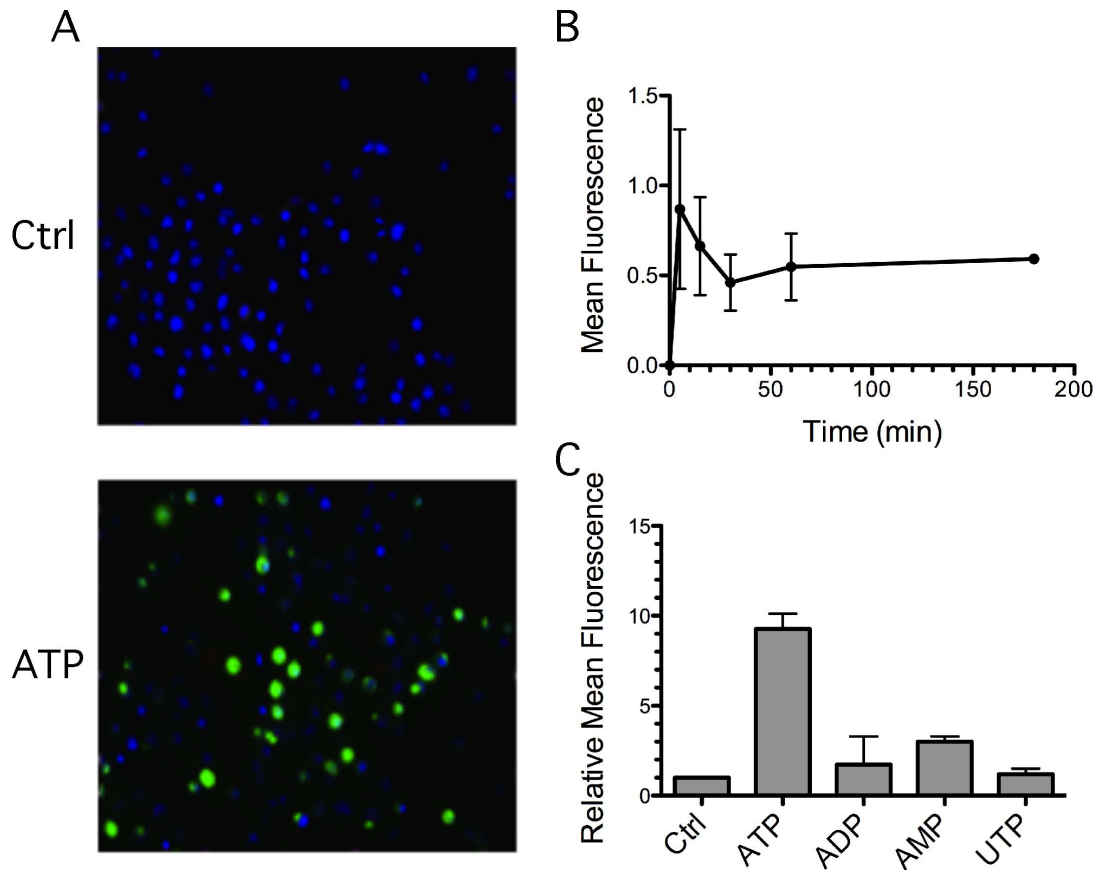 A
Ctrl
ATP
B
Mean Fluorescence
1.5
1.0
0.5
0.0
0 50 100 150 200
Time (min)
C
Relative Mean Fluorescence
15
10
5
0
Ctrl ATP ADP AMP UTP